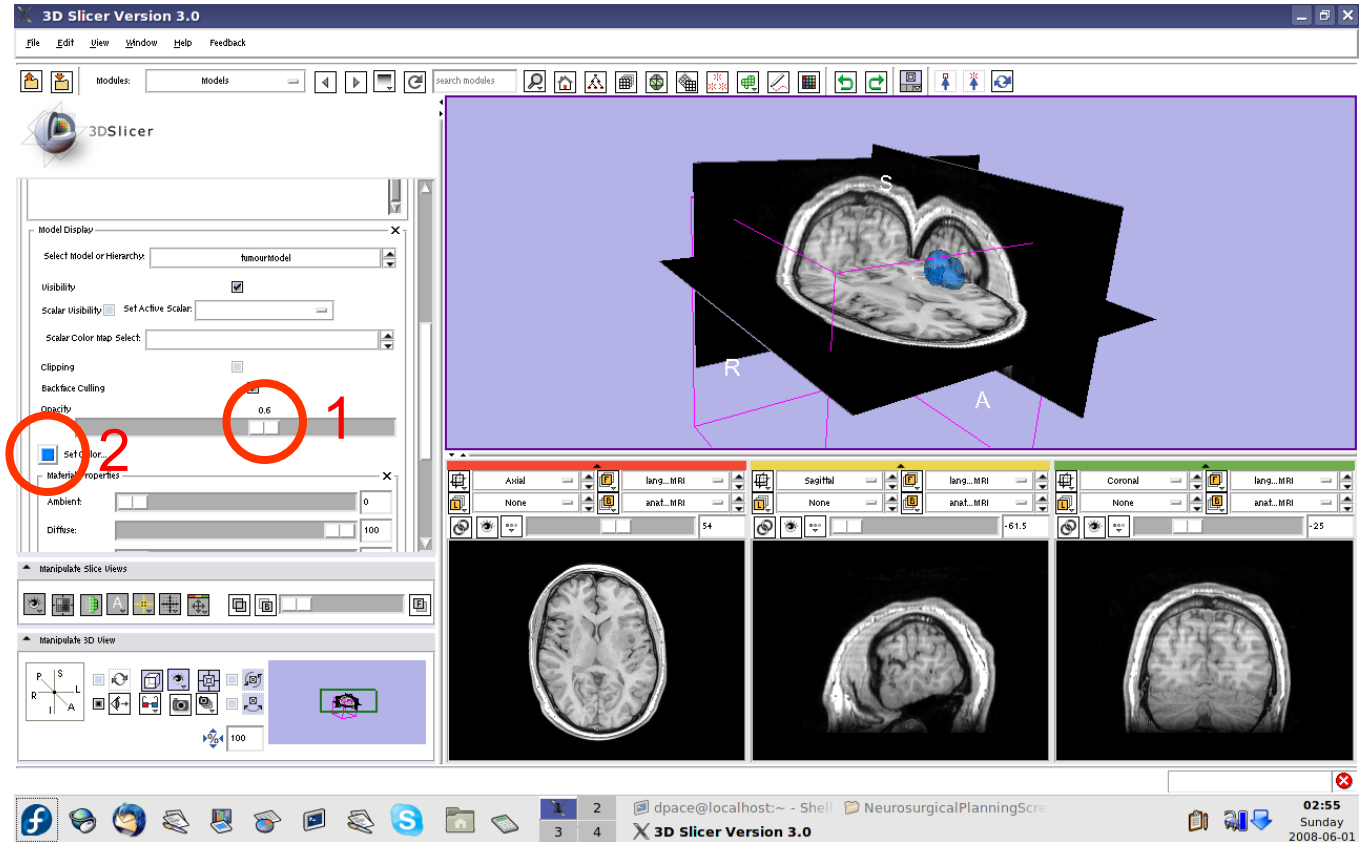 3D Slicer Version 3.0
File Edit View Window Help Feedback
Modules: Models search modules
3DSlicer
Model Display
Select Model or Hierarchy: tumourModel
Visibility
Scalar Visibility Set Active Scalar:
Scalar Color Map Select:
Clipping
Backface Culling
Opacity 0.6
1
2
Set Color...
Material Properties
Ambient: 0
Diffuse: 100
Manipulate Slice Views
Manipulate 3D View
P S
R L
I A
% 100
S
R
A
Axial lang...MRI
None anat...MRI
54
Sagittal lang...MRI
None anat...MRI
-61.5
Coronal lang...MRI
None anat...MRI
-25
1 2
3 4
dpace@localhost:~ - Shell NeurosurgicalPlanningScre
3D Slicer Version 3.0
02:55
Sunday
2008-06-01